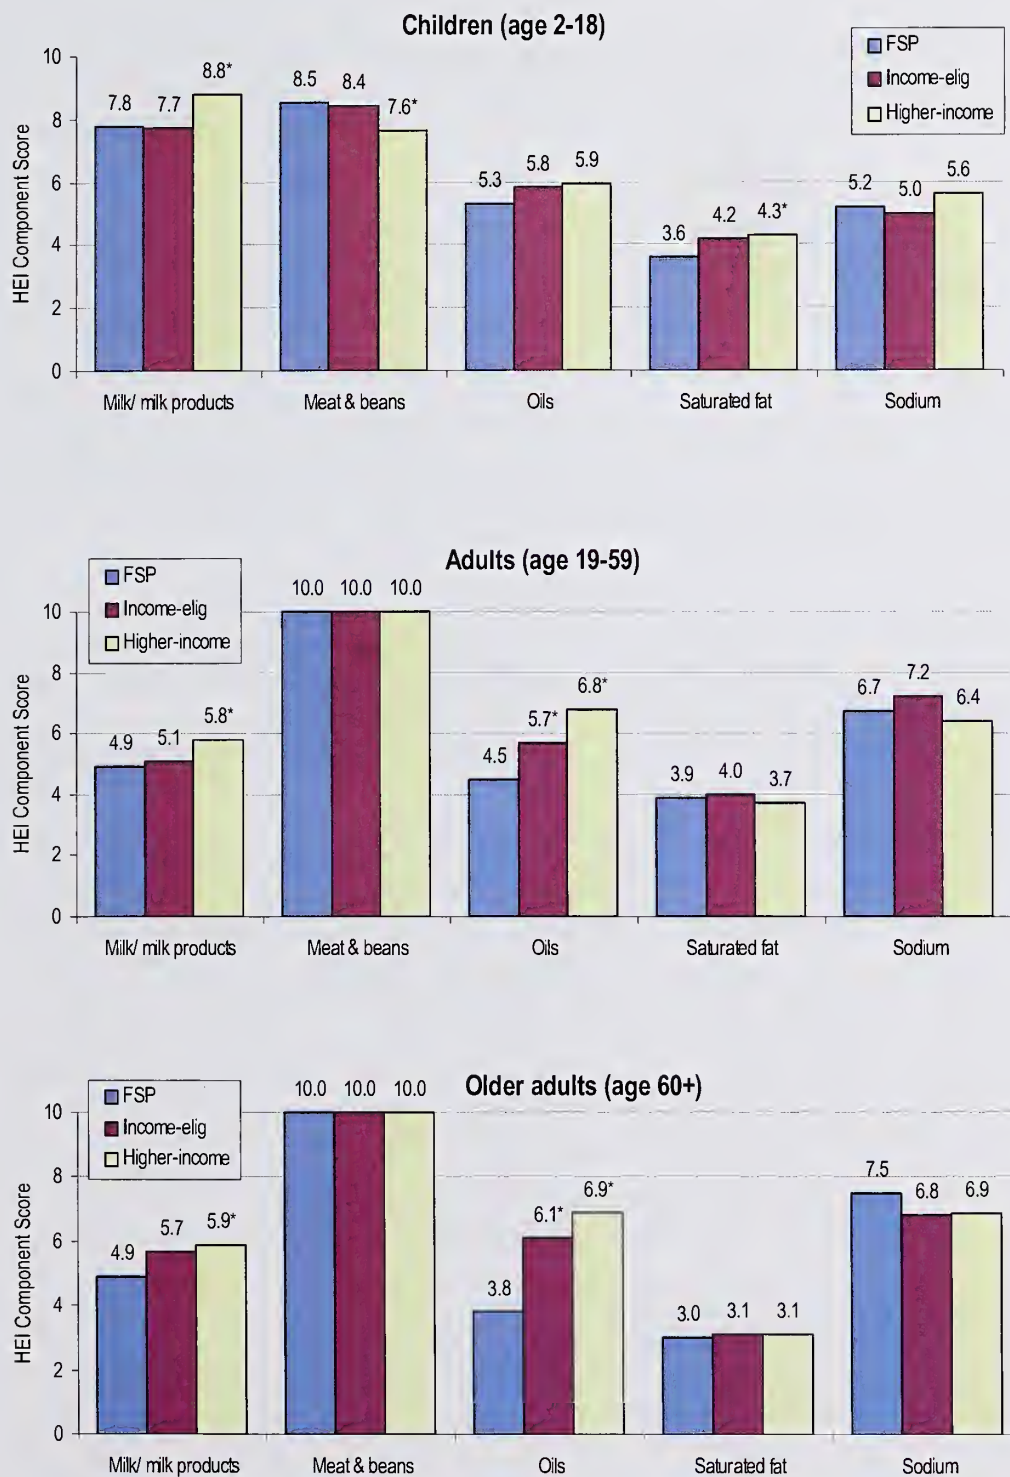 Children (age 2-18)
FSP
Income-elig
Higher-income
HEI Component Score
10
8
6
4
2
0
7.8 7.7 8.8*
8.5 8.4 7.6*
5.3 5.8 5.9
3.6 4.2 4.3*
5.2 5.0 5.6
Milk/ milk products Meat & beans Oils Saturated fat Sodium
Adults (age 19-59)
FSP
Income-elig
Higher-income
HEI Component Score
10
8
6
4
2
0
4.9 5.1 5.8*
10.0 10.0 10.0
4.5 5.7* 6.8*
3.9 4.0 3.7
6.7 7.2 6.4
Milk/ milk products Meat & beans Oils Saturated fat Sodium
Older adults (age 60+)
FSP
Income-elig
Higher-income
HEI Component Score
10
8
6
4
2
0
4.9 5.7 5.9*
10.0 10.0 10.0
3.8 6.1* 6.9*
3.0 3.1 3.1
7.5 6.8 6.9
Milk/ milk products Meat & beans Oils Saturated fat Sodium